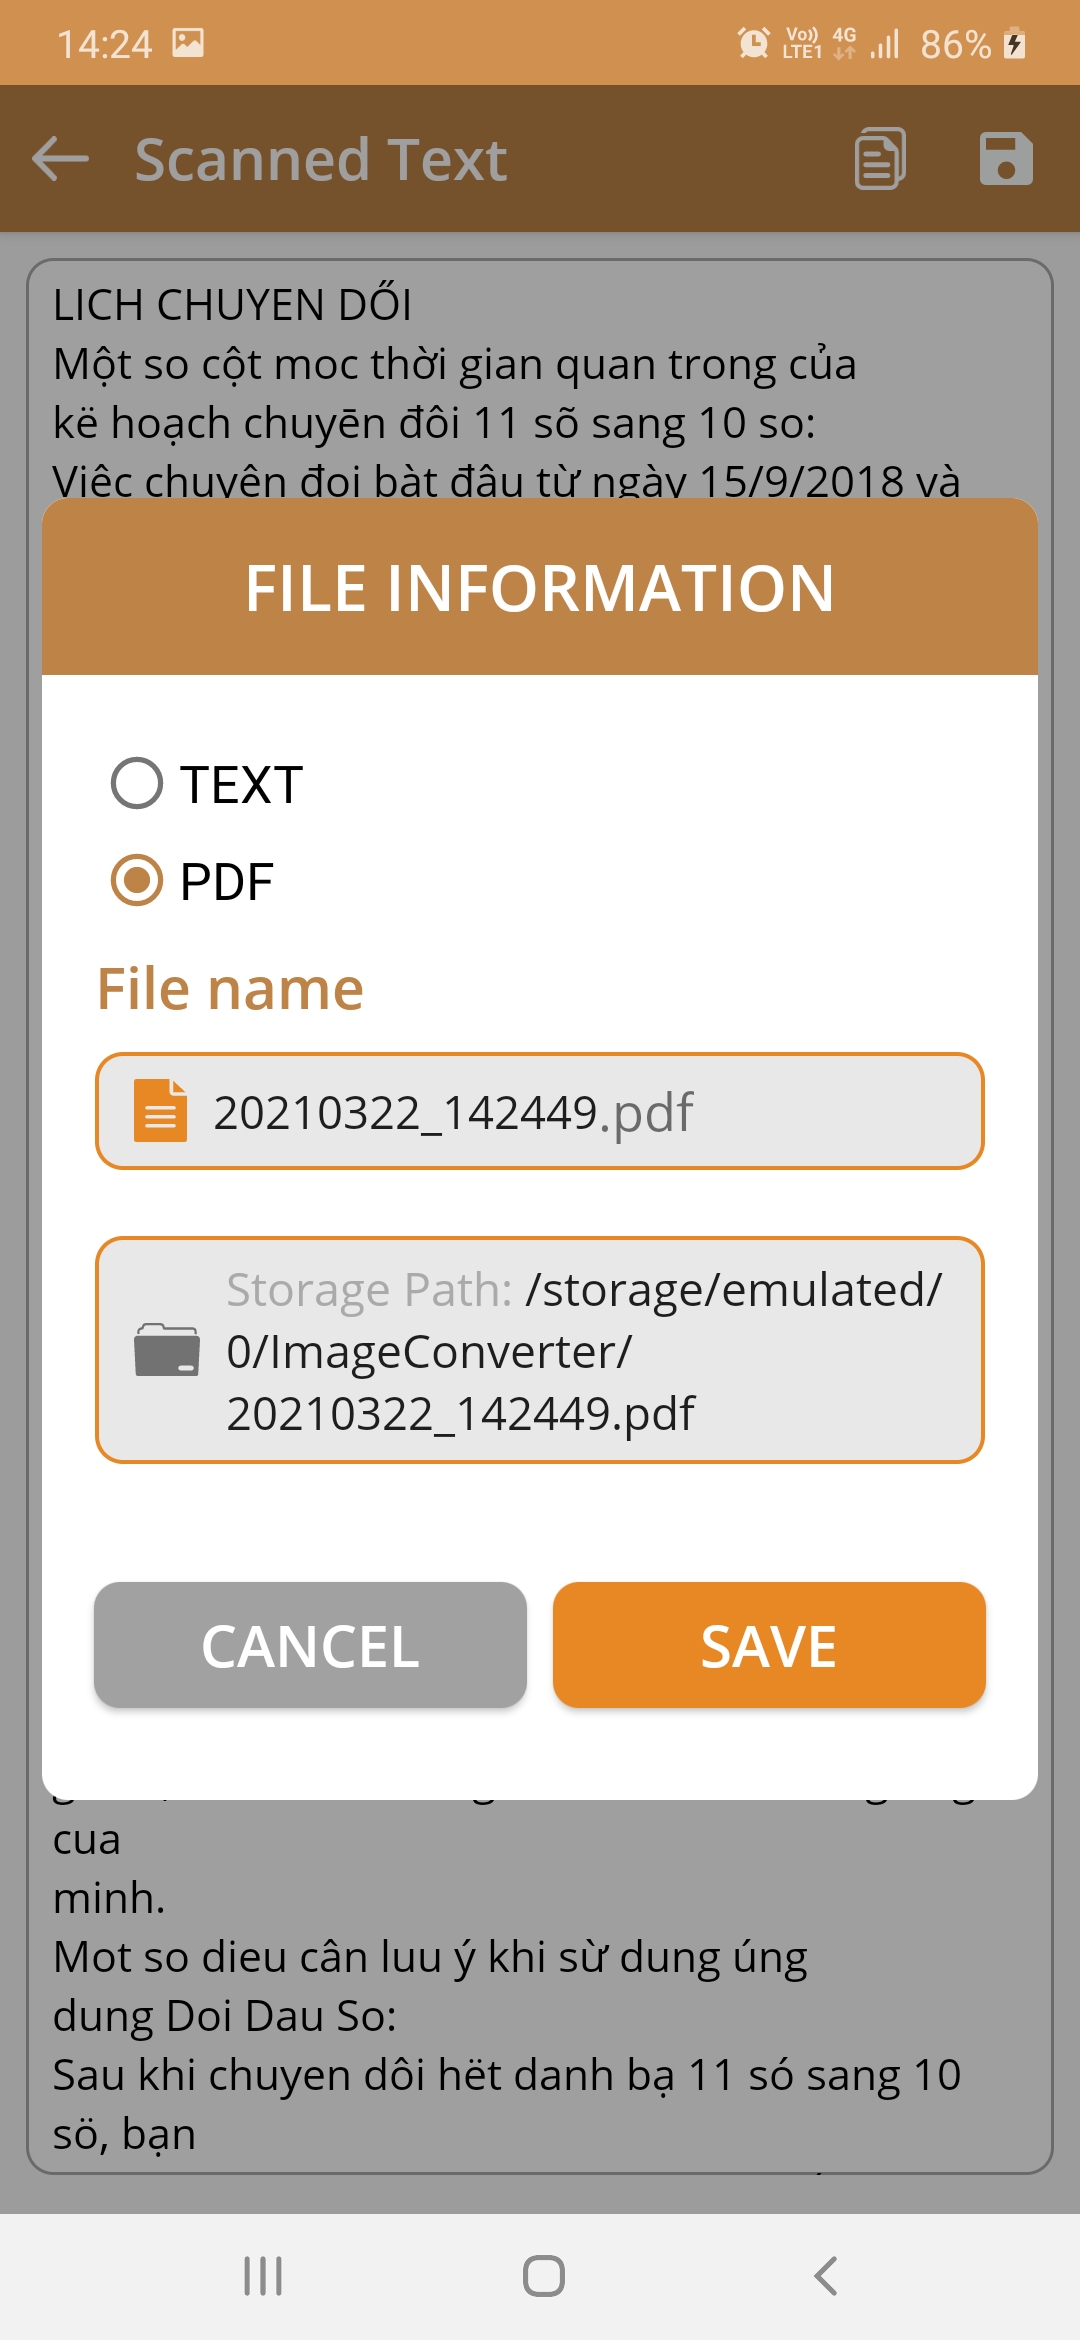 14:24
Vo)) LTE1 4G 86%
Scanned Text
LICH CHUYEN DỐI
Một so cột moc thời gian quan trong của
kë hoạch chuyēn đôi 11 sõ sang 10 so:
Viêc chuyên đoi bàt đâu từ ngày 15/9/2018 và
FILE INFORMATION
TEXT
PDF
File name
20210322_142449.pdf
Storage Path: /storage/emulated/
0/ImageConverter/
20210322_142449.pdf
CANCEL
SAVE
cua
minh.
Mot so dieu cân luu ý khi sừ dung úng
dung Doi Dau So:
Sau khi chuyen dôi hët danh bạ 11 só sang 10
sö, bạn